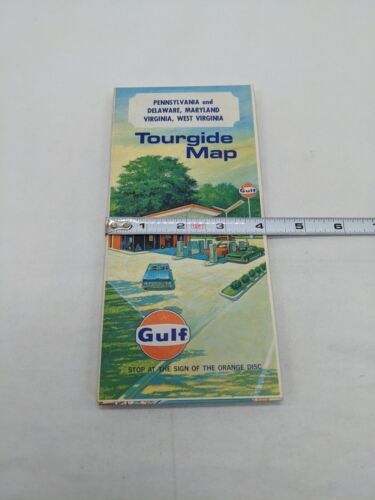 PENNSYLVANIA and
DELAWARE, MARYLAND
VIRGINIA, WEST VIRGINIA
Tourgide
Map
Gulf
1 2 3 4 5 6
Gulf
STOP AT THE SIGN OF THE ORANGE DISC